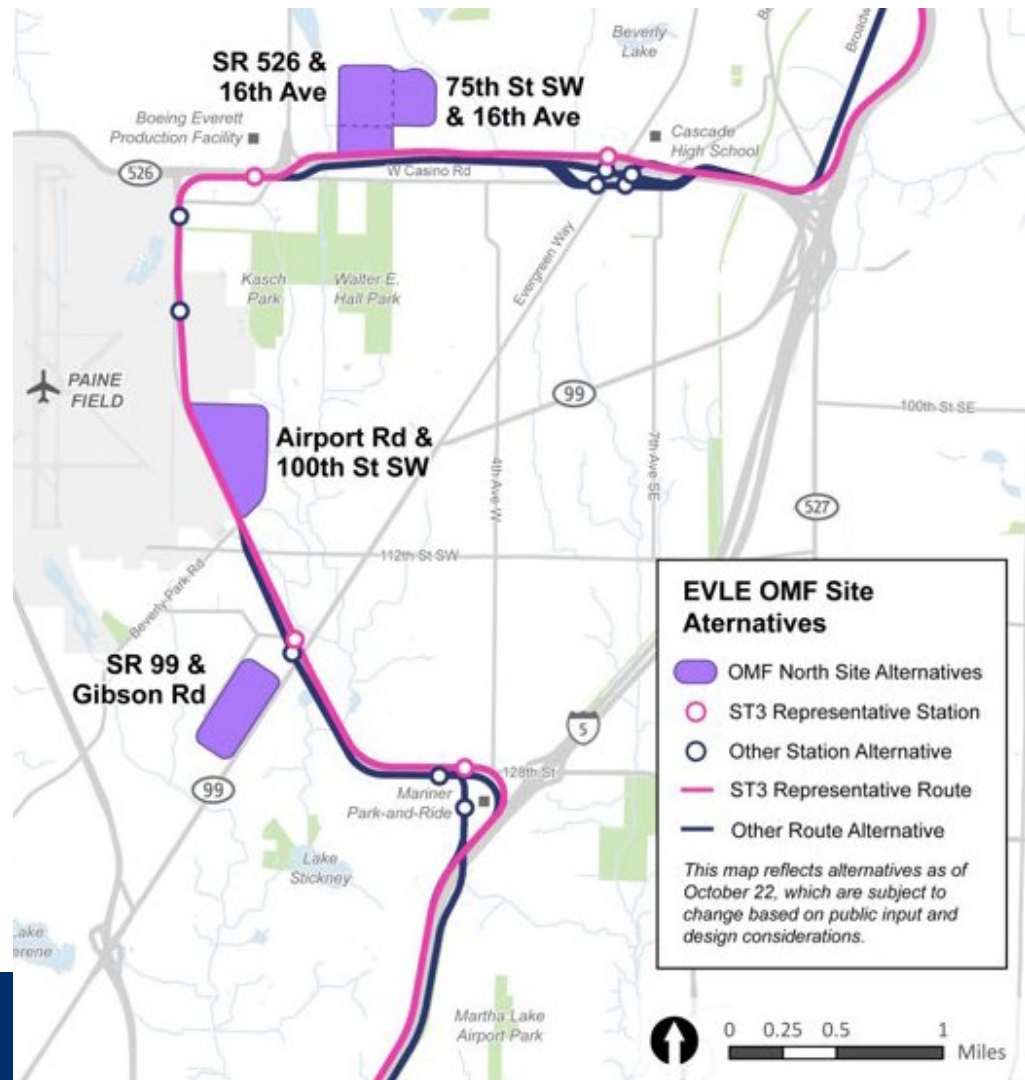 Beverly
Lake
SR 526 &
16th Ave
75th St SW
& 16th Ave
Boeing Everett
Production Facility
Cascade
High School
526
W Casino Rd
Evergreen Way
Kasch
Park
Walter E.
Hall Park
PAINE
FIELD
99
100th St SE
Airport Rd &
100th St SW
4th Ave W
7th Ave SE
527
112th St SW
Beverly-Park Rd
SR 99 &
Gibson Rd
5
99
128th St
Mariner
Park-and-Ride
Lake
Stickney
Martha Lake
Airport Park
EVLE OMF Site
Aternatives
OMF North Site Alternatives
ST3 Representative Station
Other Station Alternative
ST3 Representative Route
Other Route Alternative
This map reflects alternatives as of
October 22, which are subject to
change based on public input and
design considerations.
0 0.25 0.5 1
Miles